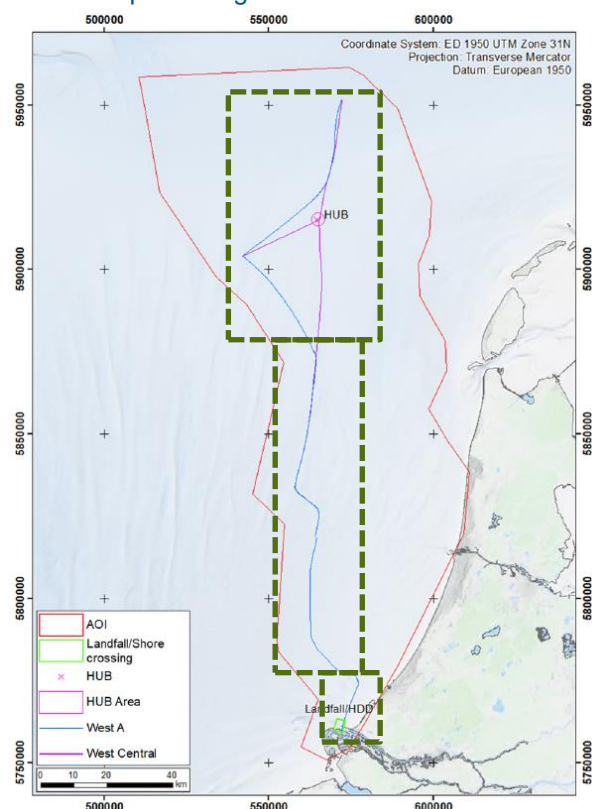 500000 550000 600000
Coordinate System: ED 1950 UTM Zone 31N
Projection: Transverse Mercator
Datum: European 1950
5950000 5950000
HUB
5900000 5900000
5850000 5850000
5800000 5800000
AOI
Landfall/Shore
crossing
HUB
HUB Area
West A
West Central
Landfall/HDD
0 10 20 40
km
5750000 5750000
500000 550000 600000